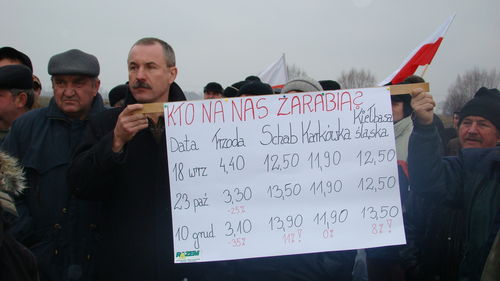 KTO NA NAS ZARABIA?
Data Trzoda Schab Karkówka Kiełbasa śląska
18 wrz 4,40 12,50 11,90 12,50
23 paź 3,30 13,50 11,90 12,50
-25%
10 grud 3,10 13,90 11,90 13,50
-35% 11%! 0% 8%!
RAZEM